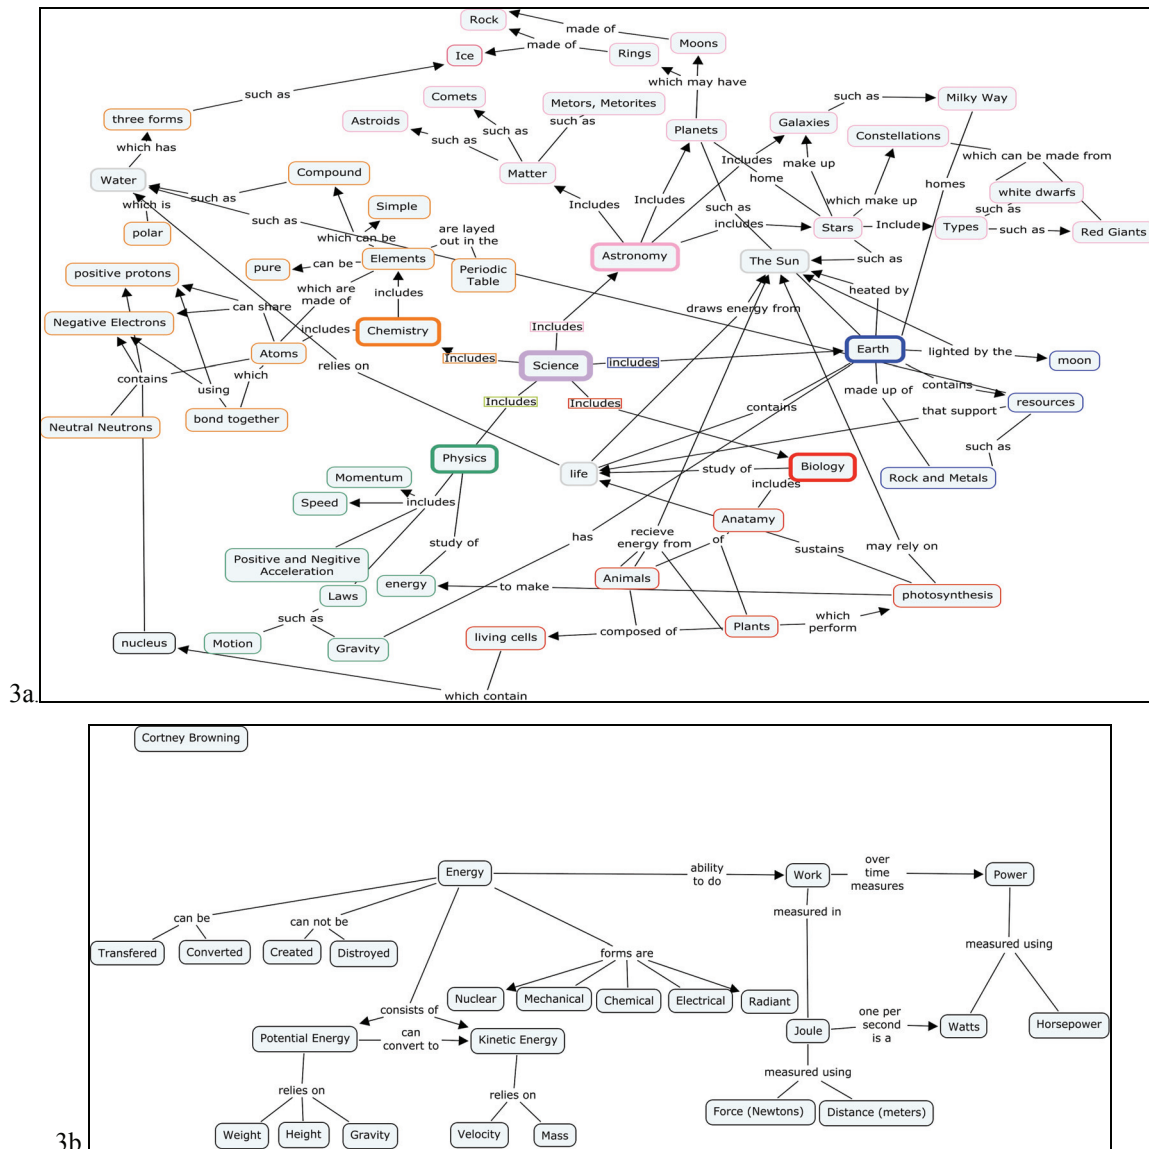 Rock
made of
Moons
Ice
made of
Rings
which may have
such as
Comets
Metors, Metorites
such as
Galaxies
such as
Milky Way
three forms
Astroids
such as
such as
Planets
Constellations
which has
Matter
Includes
make up
which can be made from
Water
Compound
home
homes
white dwarfs
such as
which is
such as
Simple
Includes
Includes
such as
which make up
such as
polar
which can be
are layed
out in the
includes
Stars
Include
Types
such as
Red Giants
positive protons
pure
can be
Elements
Periodic
Table
Astronomy
The Sun
such as
which are
made of
includes
heated by
can share
draws energy from
Negative Electrons
includes
Chemistry
Includes
Atoms
Includes
Science
includes
Earth
lighted by the
moon
contains
which
relies on
made up of
contains
using
Includes
Includes
contains
that support
resources
Neutral Neutrons
bond together
such as
Physics
life
study of
Biology
Rock and Metals
Momentum
includes
Speed
includes
Anatamy
has
recieve
energy from
of
sustains
may rely on
study of
Positive and Negitive
Acceleration
energy
to make
Animals
photosynthesis
Laws
such as
Plants
which
perform
nucleus
Motion
Gravity
living cells
composed of
which contain
3a.
Cortney Browning
Energy
ability
to do
Work
over
time
measures
Power
can be
can not be
measured in
Transfered
Converted
Created
Distroyed
forms are
measured using
Nuclear
Mechanical
Chemical
Electrical
Radiant
consists of
one per
second
is a
Potential Energy
can
convert to
Kinetic Energy
Joule
Watts
Horsepower
relies on
relies on
measured using
Force (Newtons)
Distance (meters)
Weight
Height
Gravity
Velocity
Mass
3b